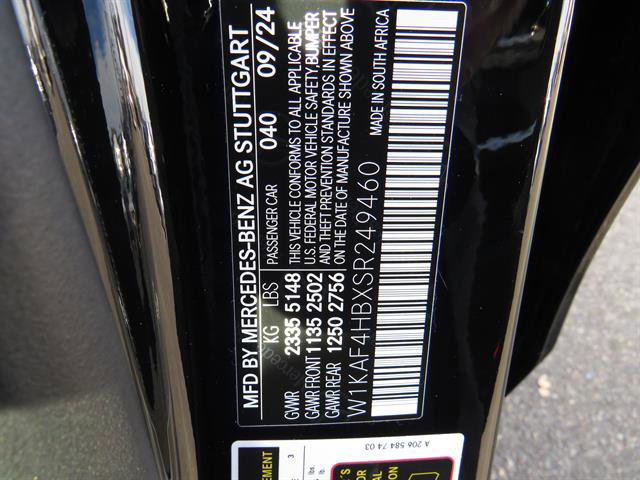 MFD BY MERCEDES-BENZ AG STUTTGART
KG LBS PASSENGER CAR 040 09/24
GVWR 2335 5148 THIS VEHICLE CONFORMS TO ALL APPLICABLE
GAWR FRONT 1135 2502 U.S. FEDERAL MOTOR VEHICLE SAFETY, BUMPER
GAWR REAR 1250 2756 AND THEFT PREVENTION STANDARDS IN EFFECT
ON THE DATE OF MANUFACTURE SHOWN ABOVE
W1KAF4HBXSR249460 MADE IN SOUTH AFRICA
A 206 584 74 03
3
lbs.
lb.